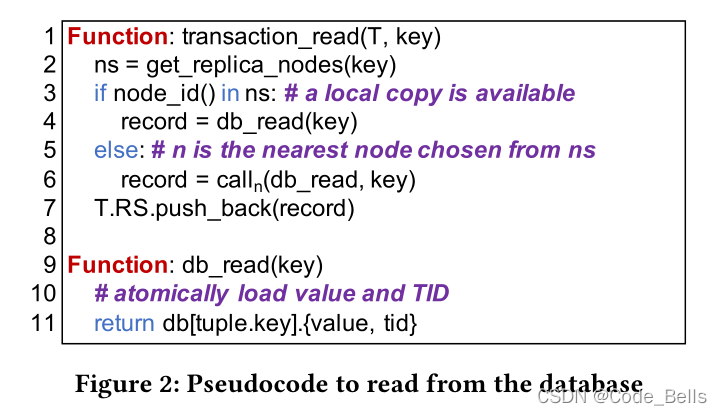 1 Function: transaction_read(T, key)
2 ns = get_replica_nodes(key)
3 if node_id() in ns: # a local copy is available
4 record = db_read(key)
5 else: # n is the nearest node chosen from ns
6 record = calln(db_read, key)
7 T.RS.push_back(record)
8
9 Function: db_read(key)
10 # atomically load value and TID
11 return db[tuple.key].{value, tid}
Figure 2: Pseudocode to read from the database
CSDN @Code_Bells